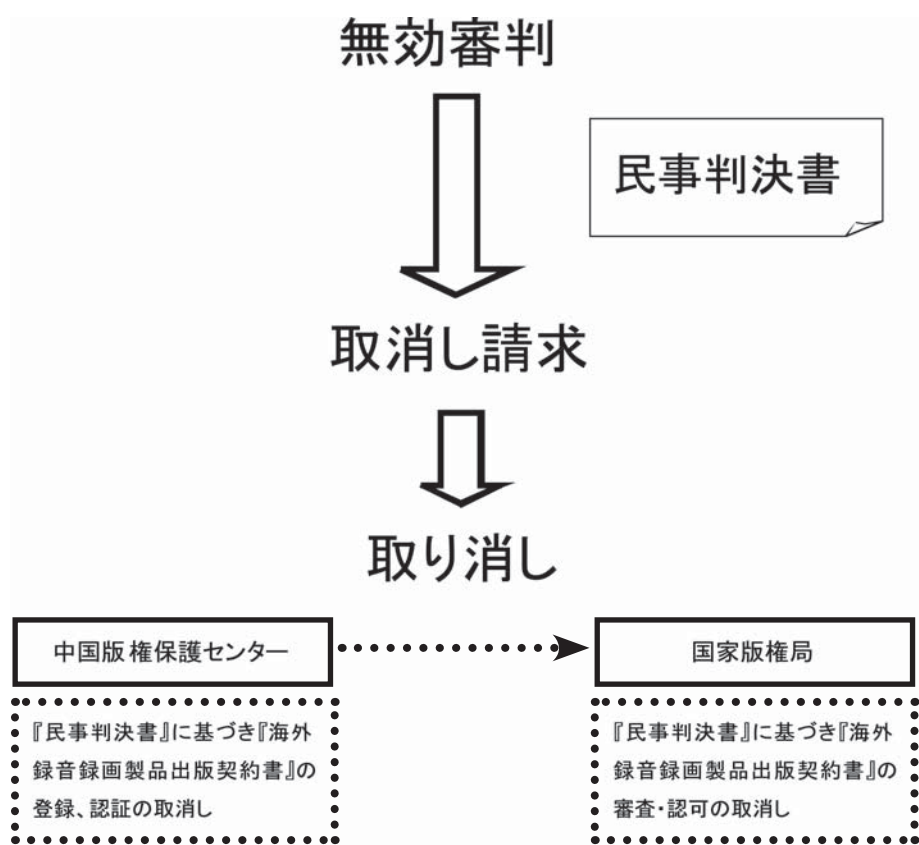 無効審判
民事判決書
取消し請求
取り消し
中国版権保護センター
国家版権局
『民事判決書』に基づき『海外
録音録画製品出版契約書』の
登録、認証の取消し
『民事判決書』に基づき『海外
録音録画製品出版契約書』の
審査・認可の取消し